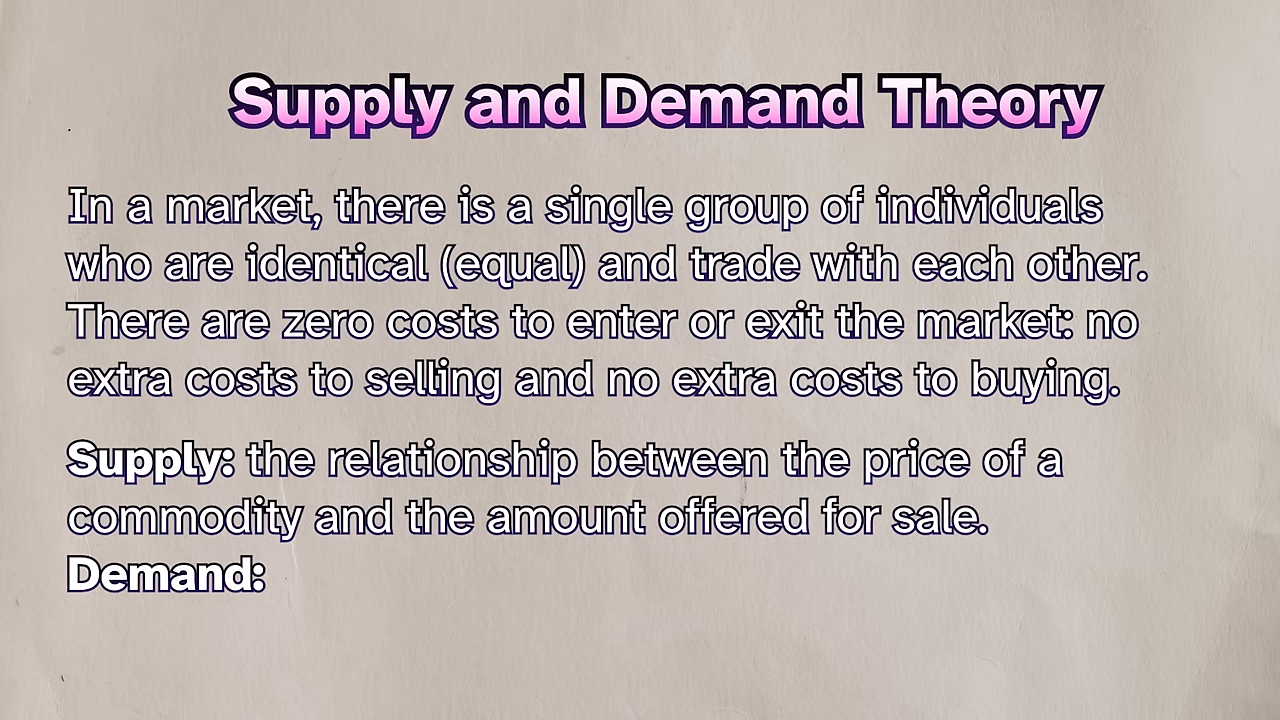 Supply and Demand Theory
In a market, there is a single group of individuals
who are identical (equal) and trade with each other.
There are zero costs to enter or exit the market: no
extra costs to selling and no extra costs to buying.
Supply: the relationship between the price of a
commodity and the amount offered for sale.
Demand: